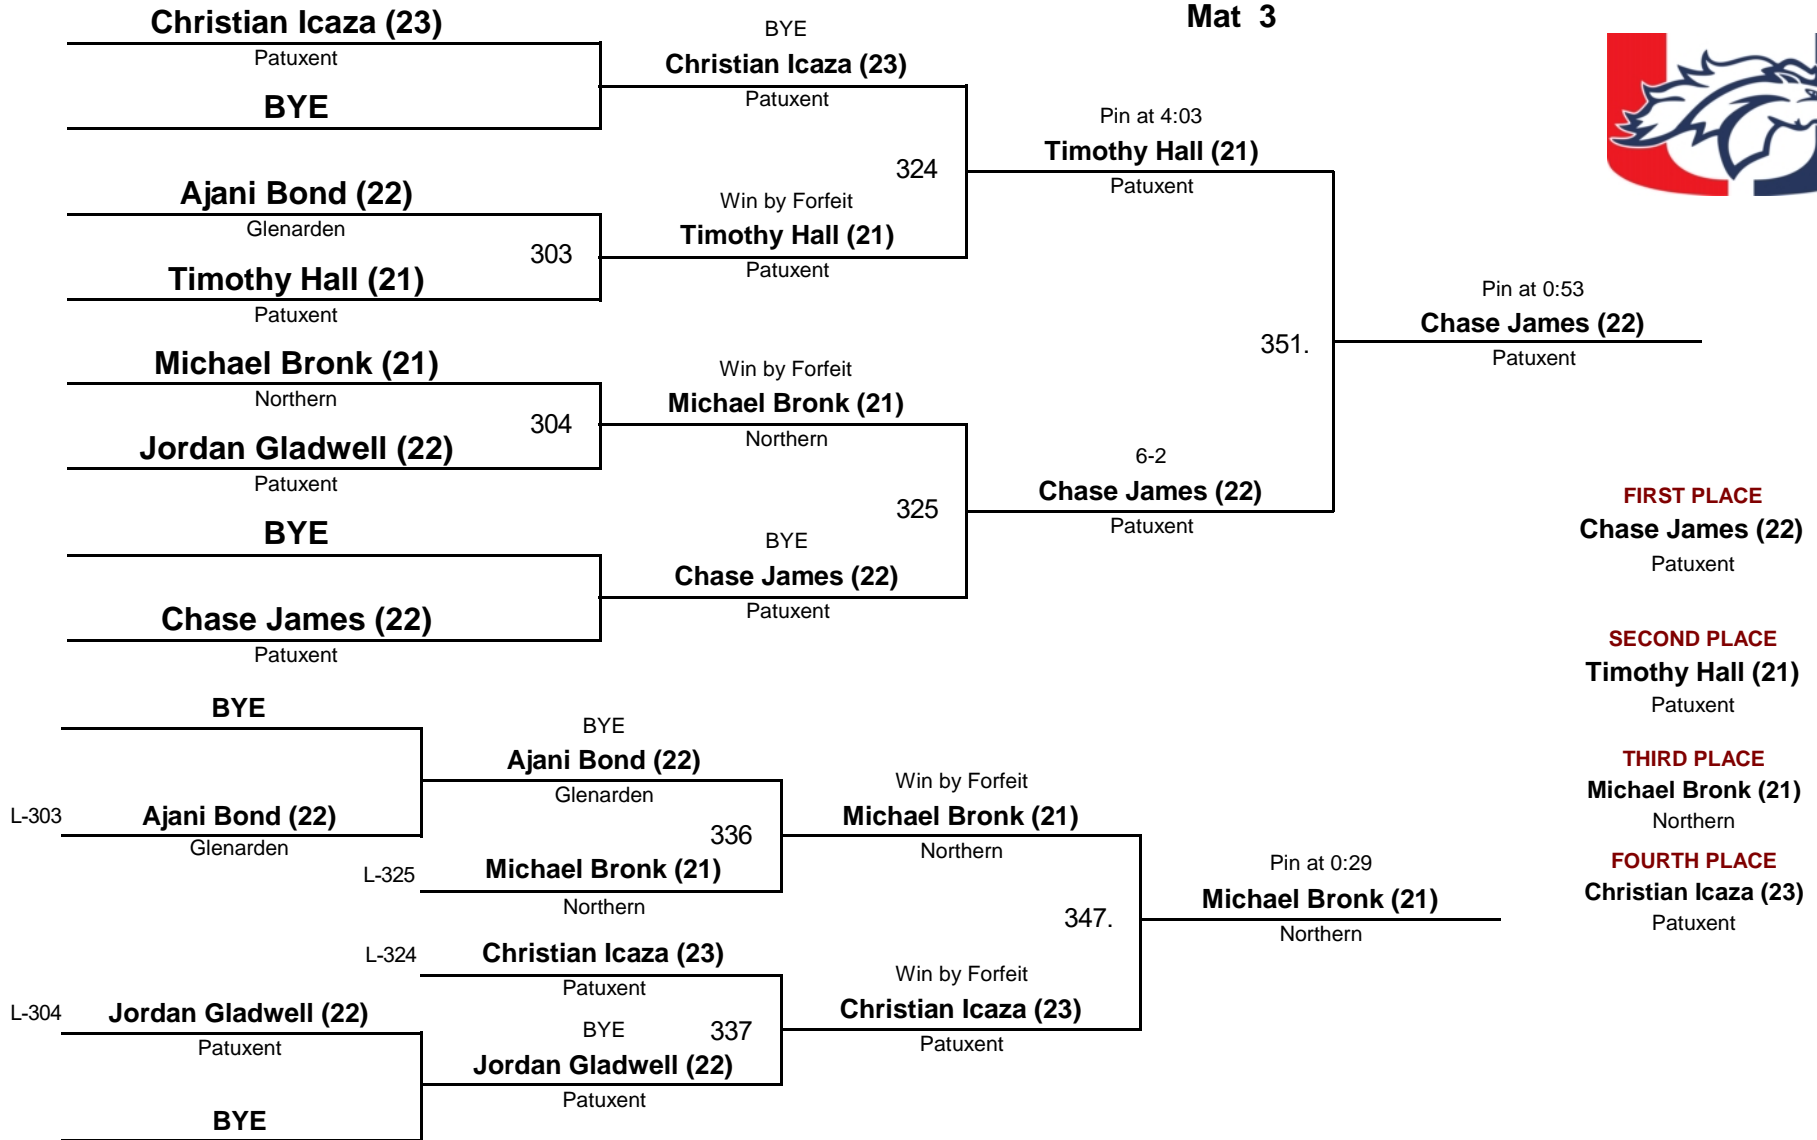 Mat 3
Christian Icaza (23)
Patuxent
BYE
Ajani Bond (22)
Glenarden
303
Timothy Hall (21)
Patuxent
Michael Bronk (21)
Northern
304
Jordan Gladwell (22)
Patuxent
BYE
Chase James (22)
Patuxent
BYE
Christian Icaza (23)
Patuxent
324
Win by Forfeit
Timothy Hall (21)
Patuxent
Win by Forfeit
Michael Bronk (21)
Northern
325
BYE
Chase James (22)
Patuxent
Pin at 4:03
Timothy Hall (21)
Patuxent
351.
6-2
Chase James (22)
Patuxent
Pin at 0:53
Chase James (22)
Patuxent
BYE
L-303
Ajani Bond (22)
Glenarden
L-304
Jordan Gladwell (22)
Patuxent
BYE
BYE
Ajani Bond (22)
Glenarden
336
L-325
Michael Bronk (21)
Northern
L-324
Christian Icaza (23)
Patuxent
BYE
337
Jordan Gladwell (22)
Patuxent
Win by Forfeit
Michael Bronk (21)
Northern
347.
Win by Forfeit
Christian Icaza (23)
Patuxent
Pin at 0:29
Michael Bronk (21)
Northern
FIRST PLACE
Chase James (22)
Patuxent
SECOND PLACE
Timothy Hall (21)
Patuxent
THIRD PLACE
Michael Bronk (21)
Northern
FOURTH PLACE
Christian Icaza (23)
Patuxent